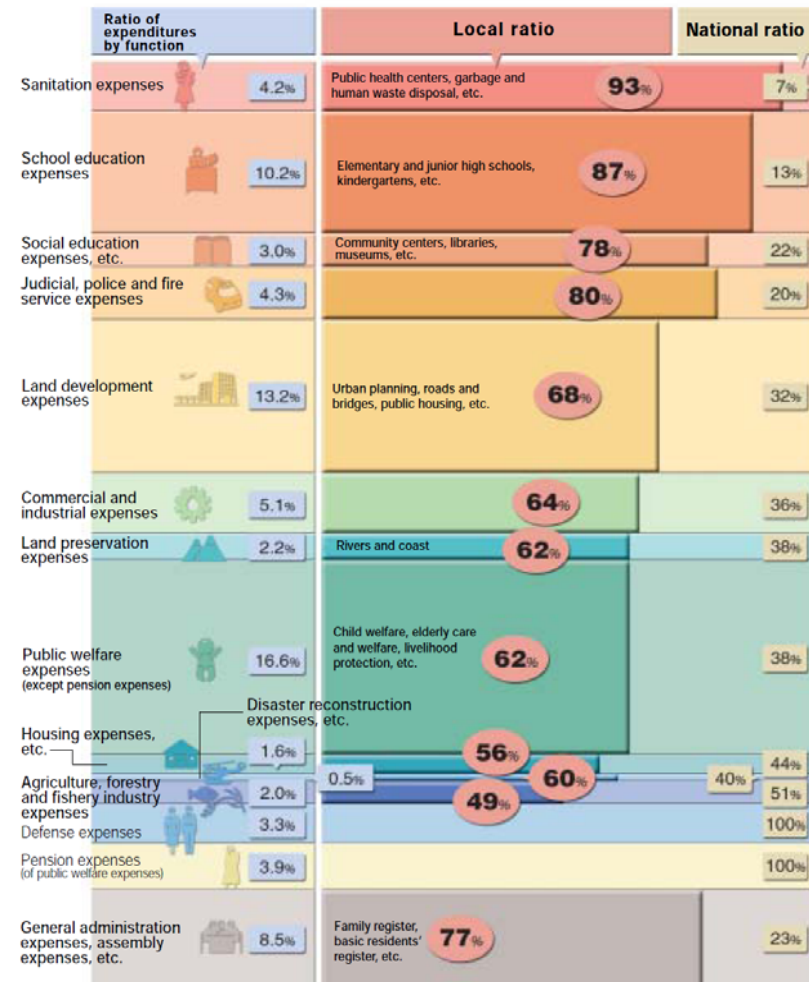 Ratio of
expenditures
by function
Local ratio
National ratio
Sanitation expenses
4.2%
Public health centers, garbage and
human waste disposal, etc.
93%
7%
School education
expenses
10.2%
Elementary and junior high schools,
kindergartens, etc.
87%
13%
Social education
expenses, etc.
3.0%
Community centers, libraries,
museums, etc.
78%
22%
Judicial, police and fire
service expenses
4.3%
80%
20%
Land development
expenses
13.2%
Urban planning, roads and
bridges, public housing, etc.
68%
32%
Commercial and
industrial expenses
5.1%
64%
36%
Land preservation
expenses
2.2%
Rivers and coast
62%
38%
Public welfare
expenses
(except pension expenses)
16.6%
Child welfare, elderly care
and welfare, livelihood
protection, etc.
62%
38%
Disaster reconstruction
expenses, etc.
Housing expenses,
etc.
1.6%
56%
44%
0.5%
60%
40%
Agriculture, forestry
and fishery industry
expenses
2.0%
49%
51%
Defense expenses
3.3%
100%
Pension expenses
(of public welfare expenses)
3.9%
100%
General administration
expenses, assembly
expenses, etc.
8.5%
Family register,
basic residents'
register, etc.
77%
23%